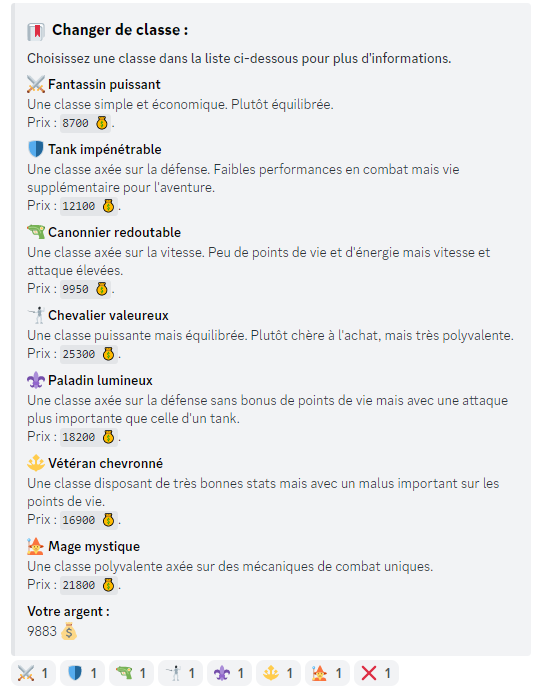 Changer de classe :
Choisissez une classe dans la liste ci-dessous pour plus d'informations.
Fantassin puissant
Une classe simple et économique. Plutôt équilibrée.
Prix : 8700 .
Tank impénétrable
Une classe axée sur la défense. Faibles performances en combat mais vie
supplémentaire pour l'aventure.
Prix : 12100 .
Canonnier redoutable
Une classe axée sur la vitesse. Peu de points de vie et d'énergie mais vitesse et
attaque élevées.
Prix : 9950 .
Chevalier valeureux
Une classe puissante mais équilibrée. Plutôt chère à l'achat, mais très polyvalente.
Prix : 25300 .
Paladin lumineux
Une classe axée sur la défense sans bonus de points de vie mais avec une attaque
plus importante que celle d'un tank.
Prix : 18200 .
Vétéran chevronné
Une classe disposant de très bonnes stats mais avec un malus important sur les
points de vie.
Prix : 16900 .
Mage mystique
Une classe polyvalente axée sur des mécaniques de combat uniques.
Prix : 21800 .
Votre argent :
9883
1 1 1 1 1 1 1 1